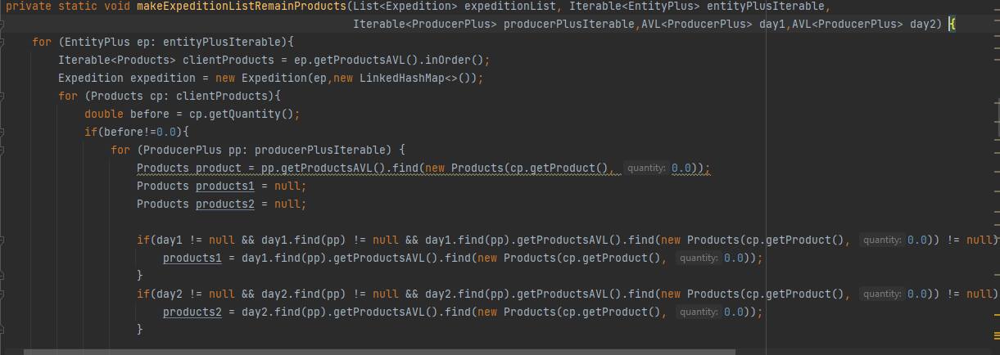 private static void makeExpeditionListRemainProducts(List<Expedition> expeditionList, Iterable<EntityPlus> entityPlusIterable,
Iterable<ProducerPlus> producerPlusIterable,AVL<ProducerPlus> day1,AVL<ProducerPlus> day2) {
for (EntityPlus ep: entityPlusIterable){
Iterable<Products> clientProducts = ep.getProductsAVL().inOrder();
Expedition expedition = new Expedition(ep,new LinkedHashMap<>());
for (Products cp: clientProducts){
double before = cp.getQuantity();
if(before!=0.0){
for (ProducerPlus pp: producerPlusIterable) {
Products product = pp.getProductsAVL().find(new Products(cp.getProduct(), quantity: 0.0));
Products products1 = null;
Products products2 = null;
if(day1 != null && day1.find(pp) != null && day1.find(pp).getProductsAVL().find(new Products(cp.getProduct(), quantity: 0.0)) != null)
products1 = day1.find(pp).getProductsAVL().find(new Products(cp.getProduct(), quantity: 0.0));
}
if(day2 != null && day2.find(pp) != null && day2.find(pp).getProductsAVL().find(new Products(cp.getProduct(), quantity: 0.0)) != null)
products2 = day2.find(pp).getProductsAVL().find(new Products(cp.getProduct(), quantity: 0.0));
}